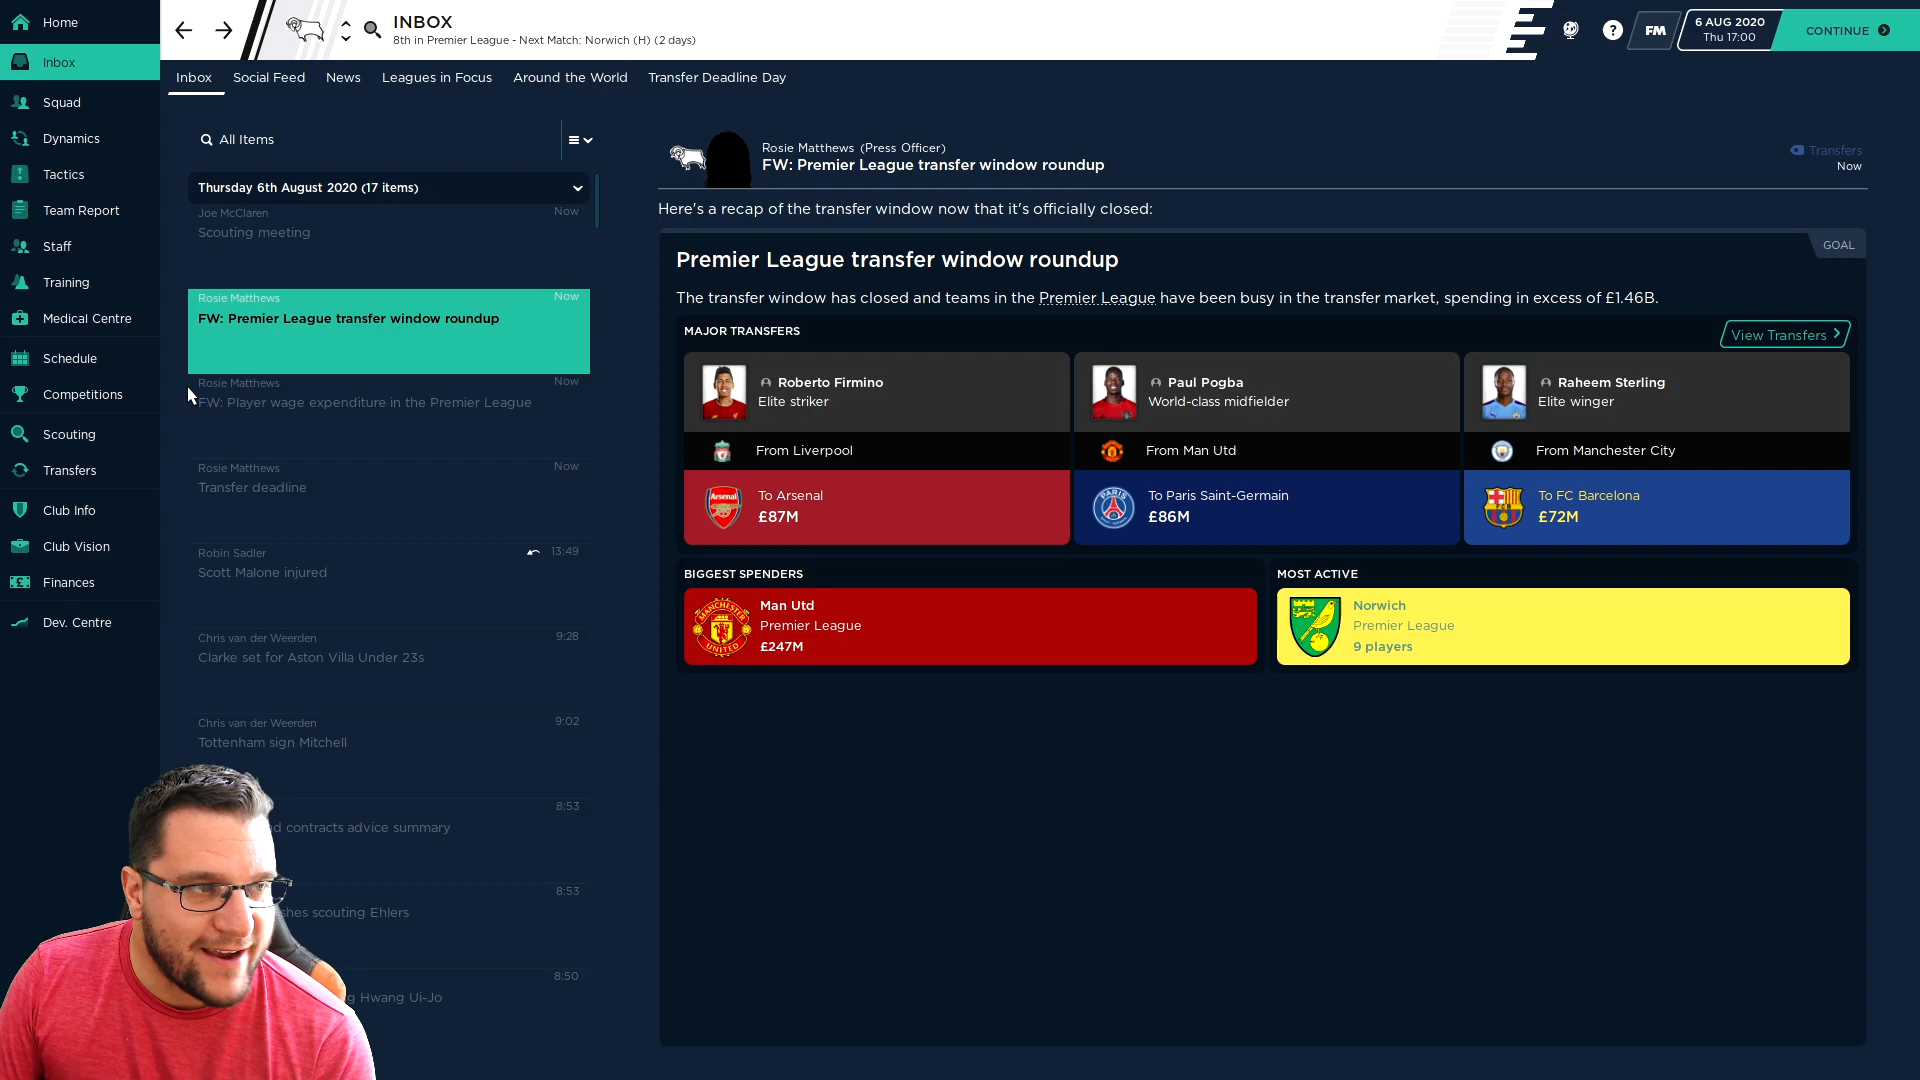 Home
Inbox
Squad
Dynamics
Tactics
Team Report
Staff
Training
Medical Centre
Schedule
Competitions
Scouting
Transfers
Club Info
Club Vision
Finances
Dev. Centre
INBOX
8th in Premier League - Next Match: Norwich (H) (2 days)
?
FM
6 AUG 2020
Thu 17:00
CONTINUE
Inbox
Social Feed
News
Leagues in Focus
Around the World
Transfer Deadline Day
All Items
Thursday 6th August 2020 (17 items)
Joe McClaren
Now
Scouting meeting
Rosie Matthews
Now
FW: Premier League transfer window roundup
Rosie Matthews
Now
FW: Player wage expenditure in the Premier League
Rosie Matthews
Now
Transfer deadline
Robin Sadler
13:49
Scott Malone injured
Chris van der Weerden
9:28
Clarke set for Aston Villa Under 23s
Chris van der Weerden
9:02
Tottenham sign Mitchell
8:53
contracts advice summary
8:53
scouting Ehlers
8:50
Hwang Ui-Jo
Rosie Matthews (Press Officer)
FW: Premier League transfer window roundup
Transfers
Now
Here's a recap of the transfer window now that it's officially closed:
GOAL
Premier League transfer window roundup
The transfer window has closed and teams in the Premier League have been busy in the transfer market, spending in excess of £1.46B.
MAJOR TRANSFERS
View Transfers
Roberto Firmino
Elite striker
From Liverpool
Arsenal
To Arsenal
£87M
Paul Pogba
World-class midfielder
From Man Utd
PARIS
To Paris Saint-Germain
£86M
Raheem Sterling
Elite winger
From Manchester City
FCB
To FC Barcelona
£72M
BIGGEST SPENDERS
MANCHESTER
UNITED
Man Utd
Premier League
£247M
MOST ACTIVE
Norwich
Premier League
9 players